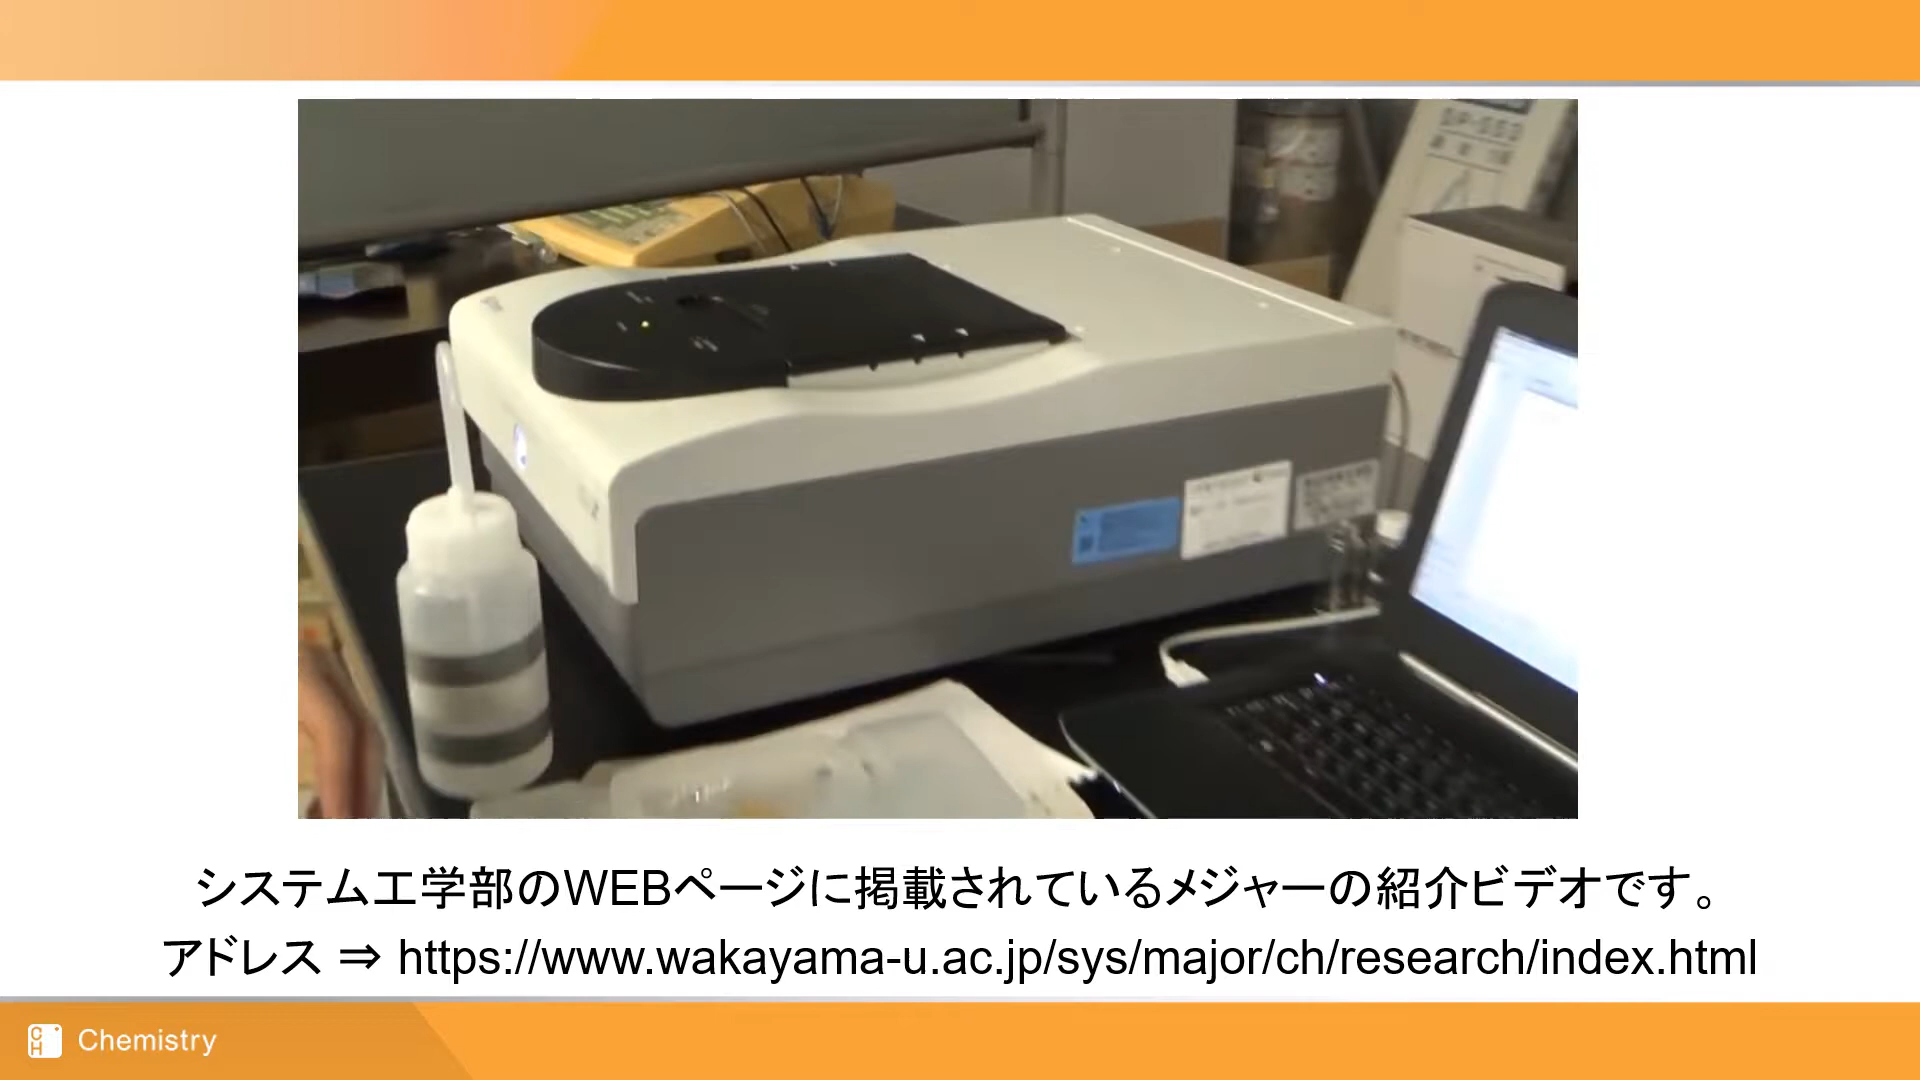 システム工学部のWEBページに掲載されているメジャーの紹介ビデオです。
アドレス ⇒ https://www.wakayama-u.ac.jp/sys/major/ch/research/index.html
CH
Chemistry